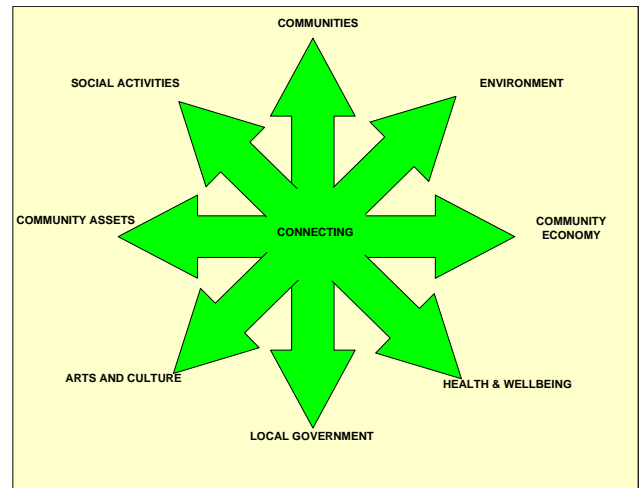 COMMUNITIES
SOCIAL ACTIVITIES
ENVIRONMENT
COMMUNITY ASSETS
CONNECTING
COMMUNITY
ECONOMY
ARTS AND CULTURE
HEALTH & WELLBEING
LOCAL GOVERNMENT